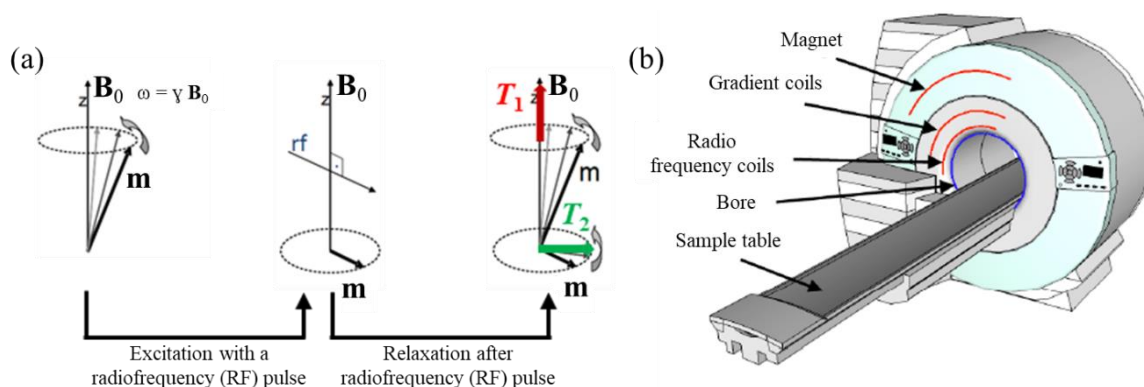 (a)
B0 ω = γ B0
z
m
B0
z
rf
m
T1
B0
z
m
T2
m
Excitation with a
radiofrequency (RF) pulse
Relaxation after
radiofrequency (RF) pulse
(b)
Magnet
Gradient coils
Radio
frequency coils
Bore
Sample table